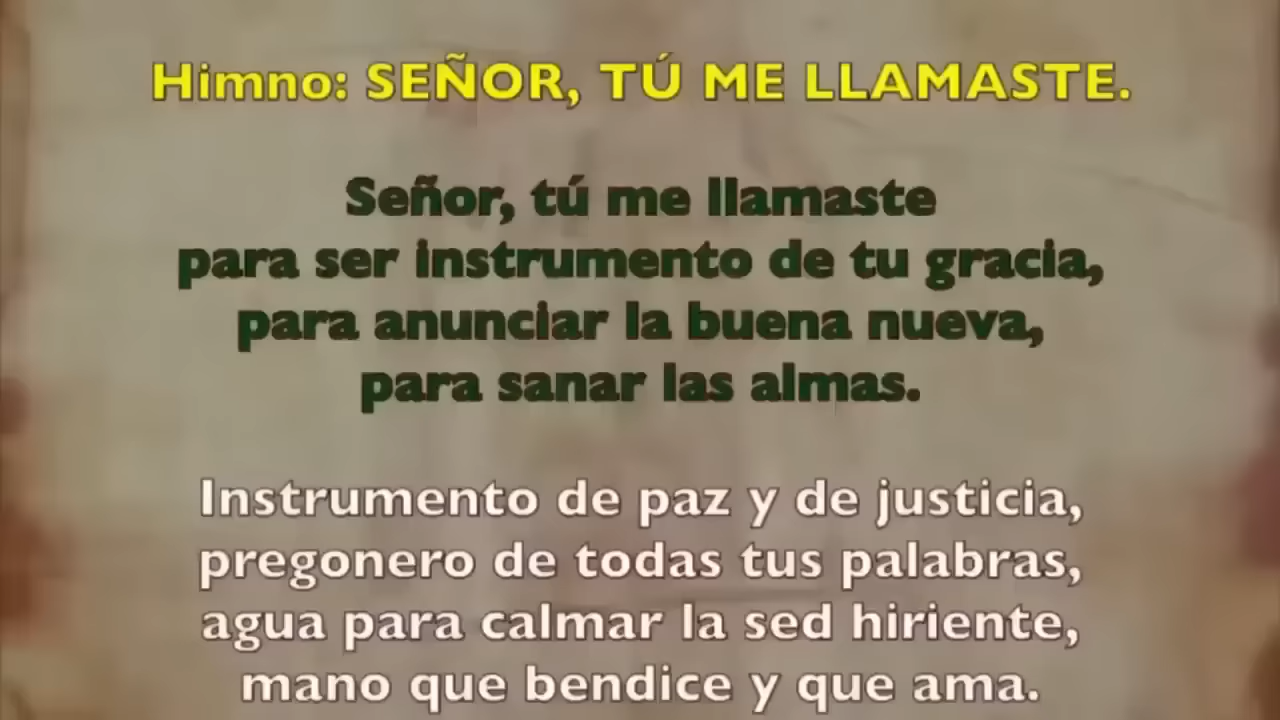 Himno: SEÑOR, TÚ ME LLAMASTE.
Señor, tú me llamaste
para ser instrumento de tu gracia,
para anunciar la buena nueva,
para sanar las almas.
Instrumento de paz y de justicia,
pregonero de todas tus palabras,
agua para calmar la sed hiriente,
mano que bendice y que ama.